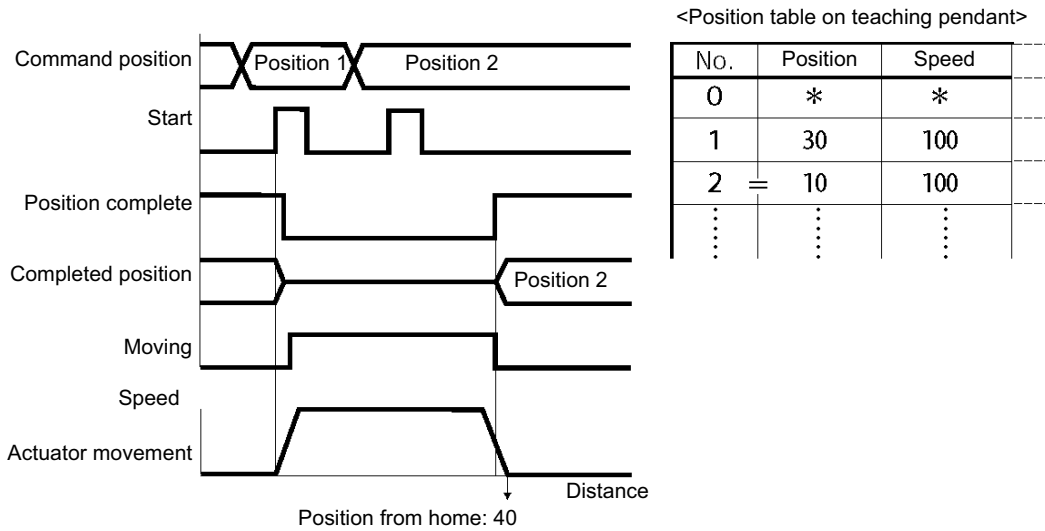 <Position table on teaching pendant>
No. Position Speed
0 * *
1 30 100
2 = 10 100
Command position
Position 1
Position 2
Start
Position complete
Completed position
Position 2
Moving
Speed
Actuator movement
Distance
Position from home: 40